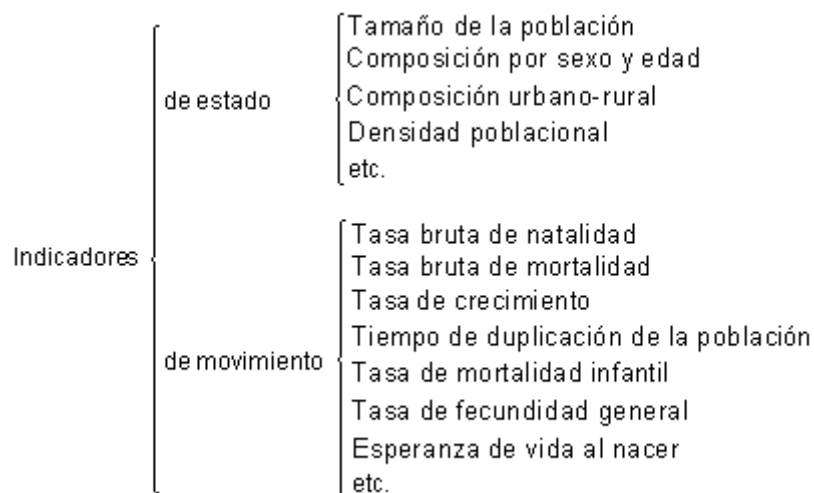 Indicadores
de estado
Tamaño de la población
Composición por sexo y edad
Composición urbano-rural
Densidad poblacional
etc.
de movimiento
Tasa bruta de natalidad
Tasa bruta de mortalidad
Tasa de crecimiento
Tiempo de duplicación de la población
Tasa de mortalidad infantil
Tasa de fecundidad general
Esperanza de vida al nacer
etc.